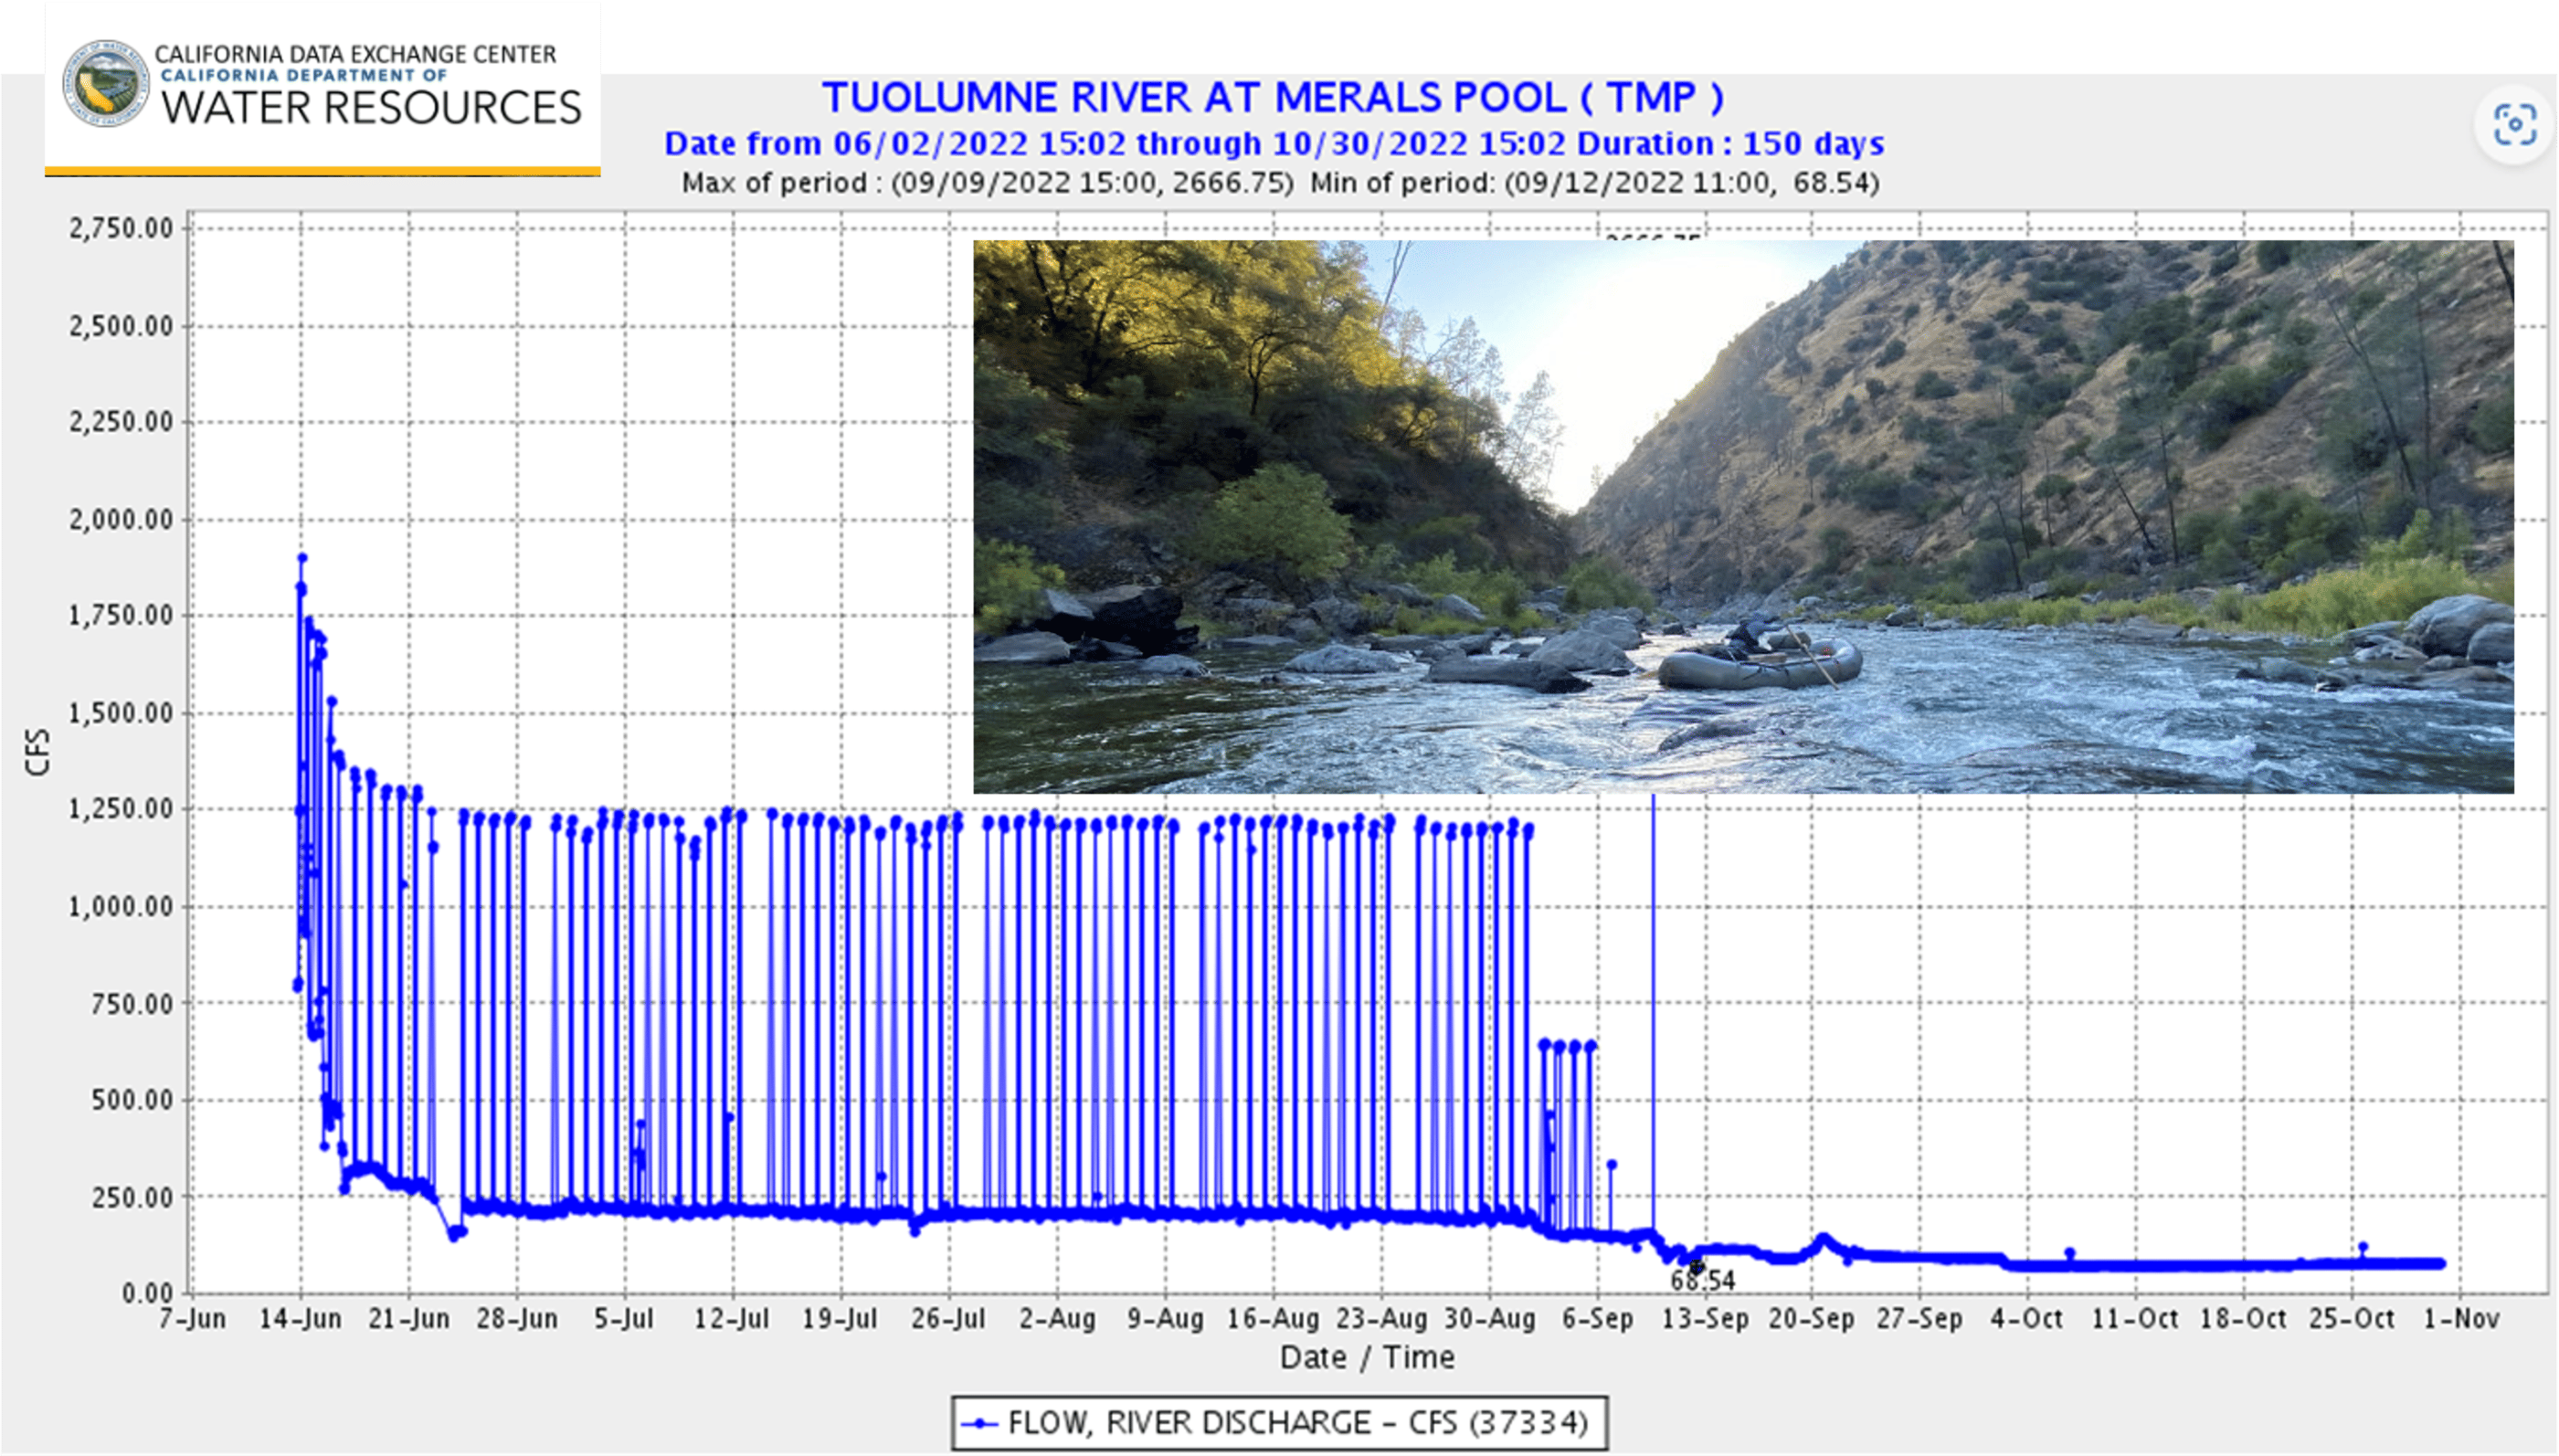 CALIFORNIA DATA EXCHANGE CENTER
CALIFORNIA DEPARTMENT OF
WATER RESOURCES
TUOLUMNE RIVER AT MERALS POOL ( TMP )
Date from 06/02/2022 15:02 through 10/30/2022 15:02 Duration : 150 days
Max of period : (09/09/2022 15:00, 2666.75) Min of period: (09/12/2022 11:00, 68.54)
2,750.00
2,500.00
2,250.00
2,000.00
1,750.00
1,500.00
1,250.00
1,000.00
750.00
500.00
250.00
0.00
CFS
2666.75
68.54
7-Jun 14-Jun 21-Jun 28-Jun 5-Jul 12-Jul 19-Jul 26-Jul 2-Aug 9-Aug 16-Aug 23-Aug 30-Aug 6-Sep 13-Sep 20-Sep 27-Sep 4-Oct 11-Oct 18-Oct 25-Oct 1-Nov
Date / Time
FLOW, RIVER DISCHARGE - CFS (37334)